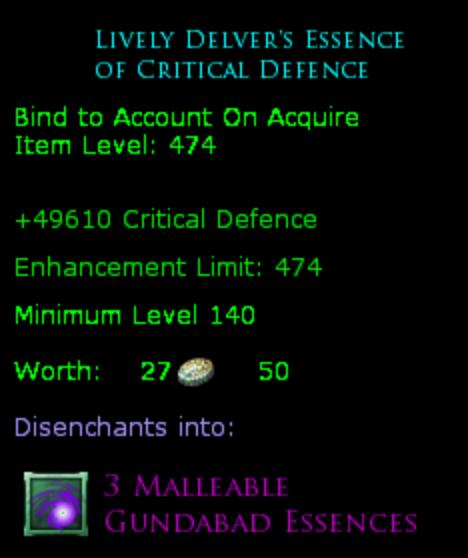 Lively Delver's Essence
of Critical Defence
Bind to Account On Acquire
Item Level: 474
+49610 Critical Defence
Enhancement Limit: 474
Minimum Level 140
Worth: 27 50
Disenchants into:
3 Malleable
Gundabad Essences